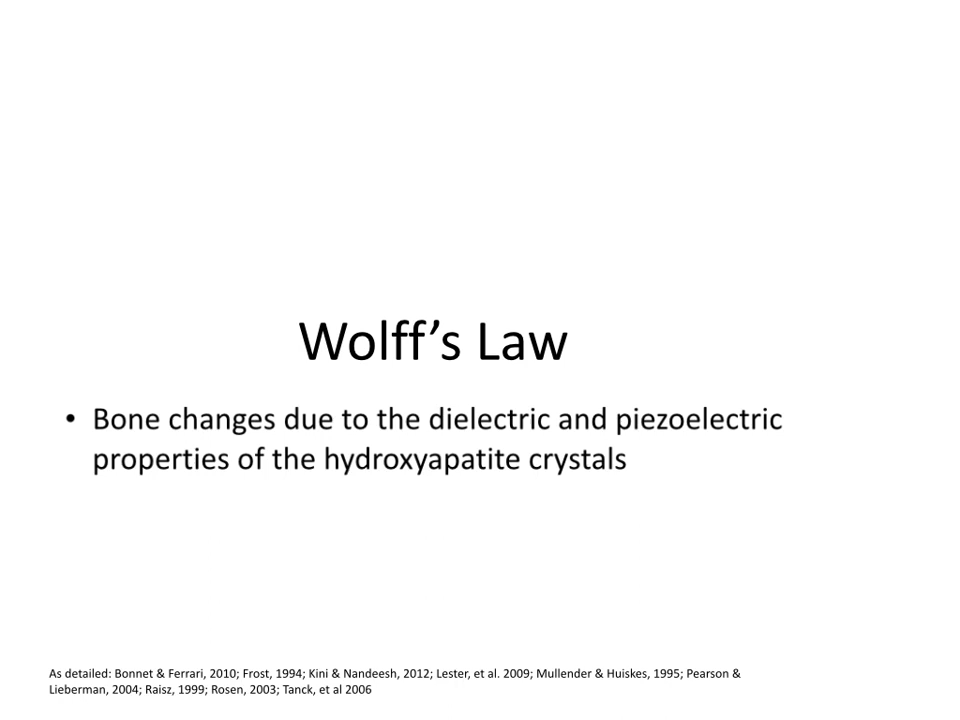 Wolff’s Law
• Bone changes due to the dielectric and piezoelectric
properties of the hydroxyapatite crystals
As detailed: Bonnet & Ferrari, 2010; Frost, 1994; Kini & Nandeesh, 2012; Lester, et al. 2009; Mullender & Huiskes, 1995; Pearson &
Lieberman, 2004; Raisz, 1999; Rosen, 2003; Tanck, et al 2006